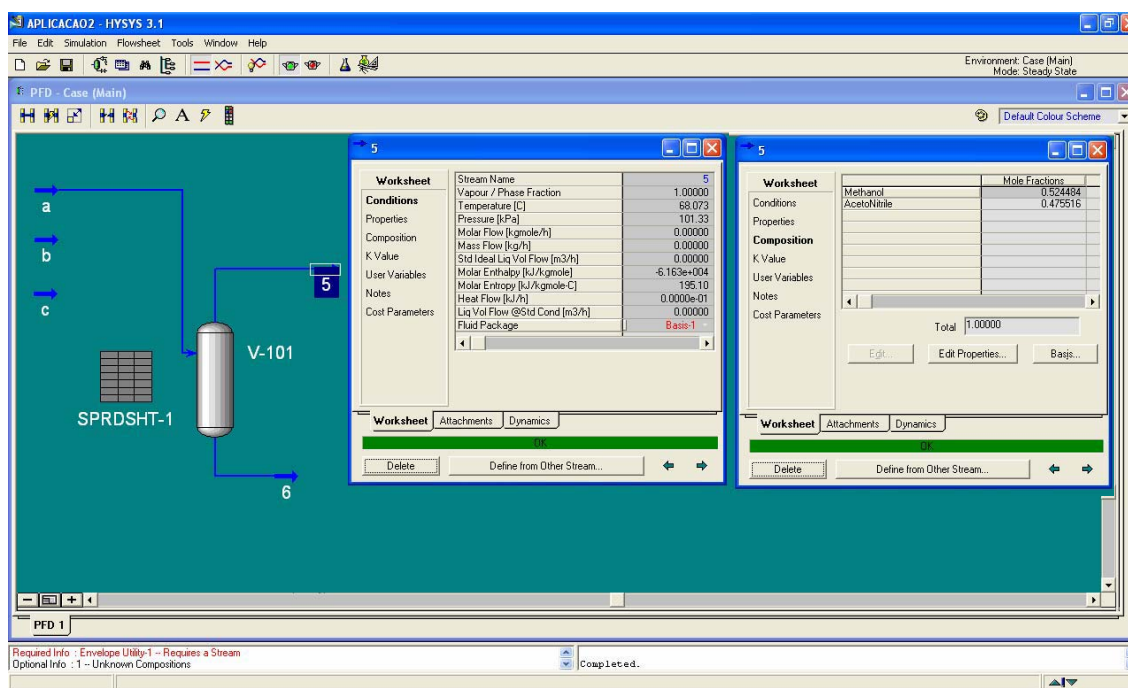 APLICACAO2 - HYSYS 3.1
File Edit Simulation Flowsheet Tools Window Help
Environment: Case (Main)
Mode: Steady State
PFD - Case (Main)
A
Default Colour Scheme
a
b
c
5
V-101
SPRDSHT-1
6
5
Worksheet
Conditions
Properties
Composition
K Value
User Variables
Notes
Cost Parameters
Stream Name 5
Vapour / Phase Fraction 1.00000
Temperature [C] 68.073
Pressure [kPa] 101.33
Molar Flow [kgmole/h] 0.00000
Mass Flow [kg/h] 0.00000
Std Ideal Liq Vol Flow [m3/h] 0.00000
Molar Enthalpy [kJ/kgmole] -6.163e+004
Molar Entropy [kJ/kgmole-C] 195.10
Heat Flow [kJ/h] 0.0000e-01
Liq Vol Flow @Std Cond [m3/h] 0.00000
Fluid Package Basis-1
Worksheet Attachments Dynamics
OK
Delete Define from Other Stream...
5
Worksheet
Conditions
Properties
Composition
K Value
User Variables
Notes
Cost Parameters
Mole Fractions
Methanol 0.524484
AcetoNitrile 0.475516
Total 1.00000
Edit... Edit Properties... Basis...
Worksheet Attachments Dynamics
OK
Delete Define from Other Stream...
PFD 1
Required Info : Envelope Utility-1 -- Requires a Stream
Optional Info : 1 -- Unknown Compositions
Completed.